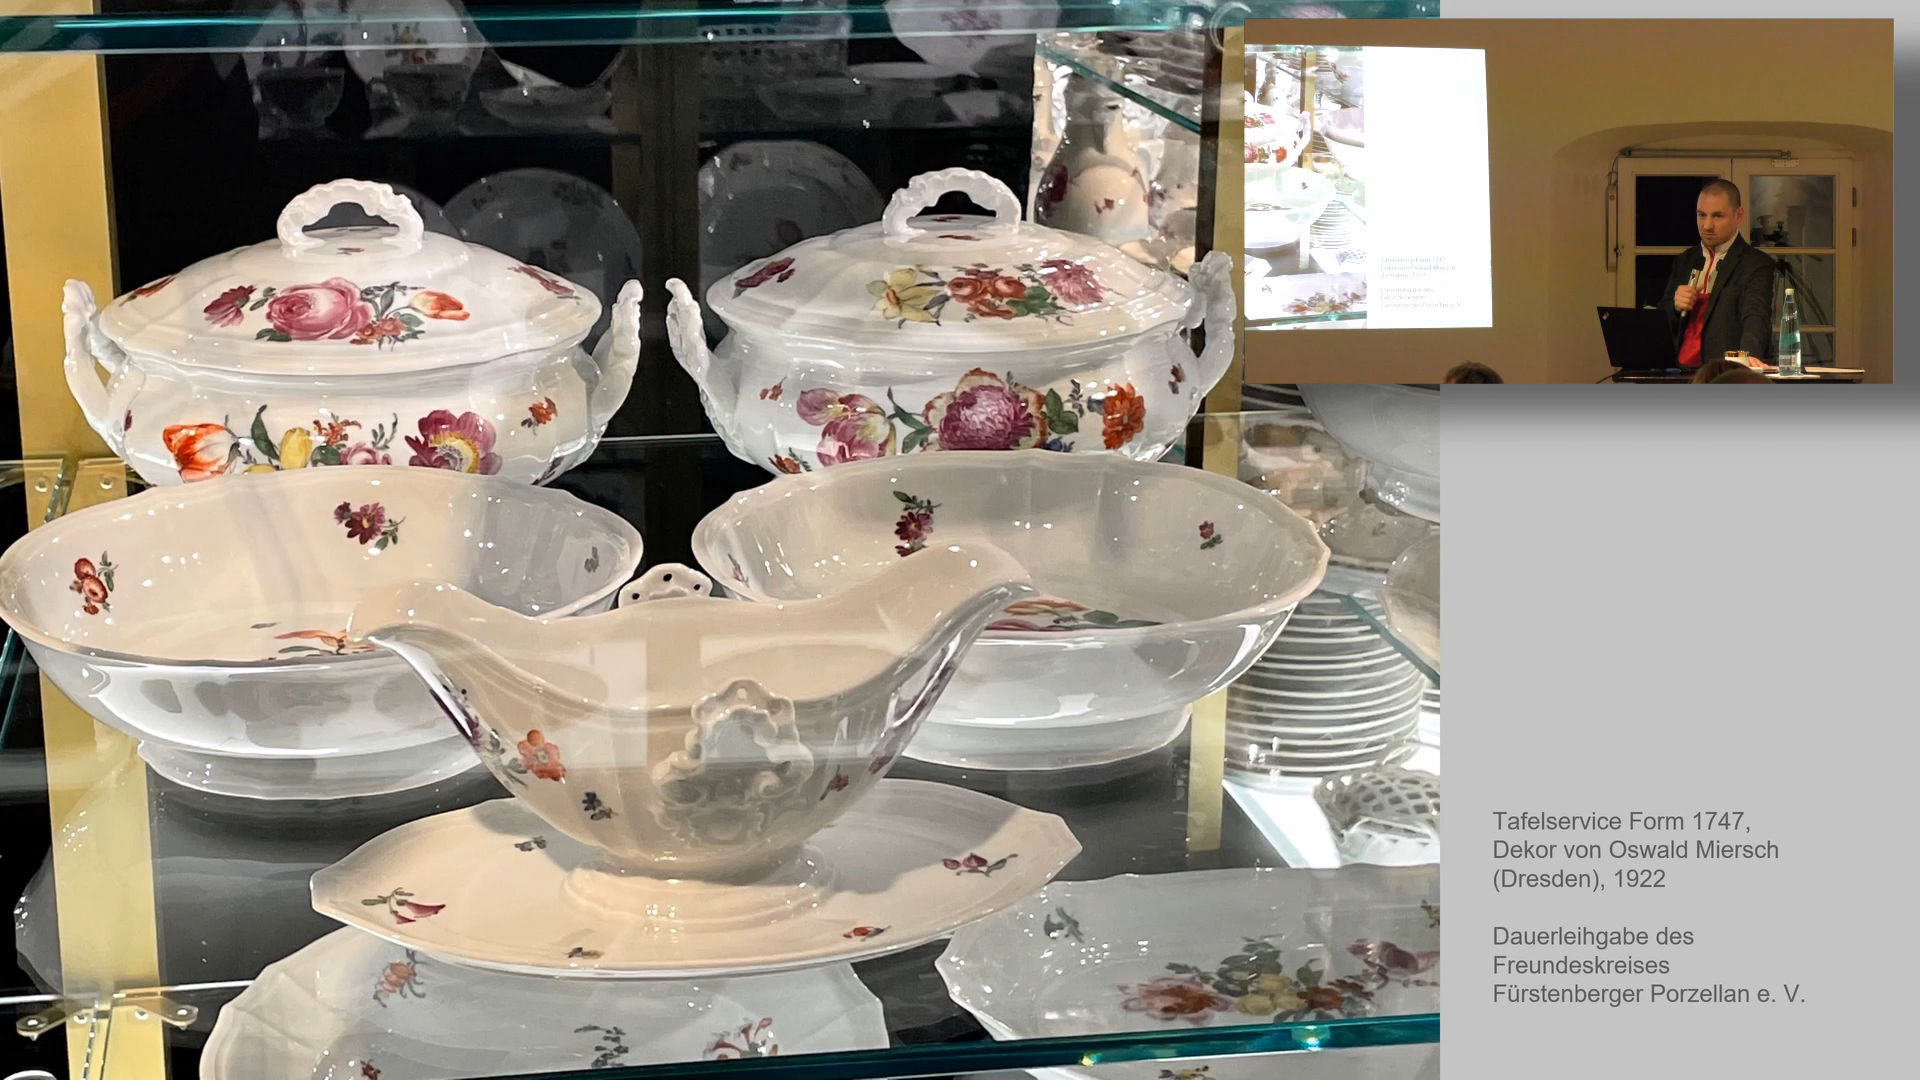 Tafelservice Form 1747,
Dekor von Oswald Miersch
(Dresden), 1922
Dauerleihgabe des
Freundeskreises
Fürstenberger Porzellan e. V.